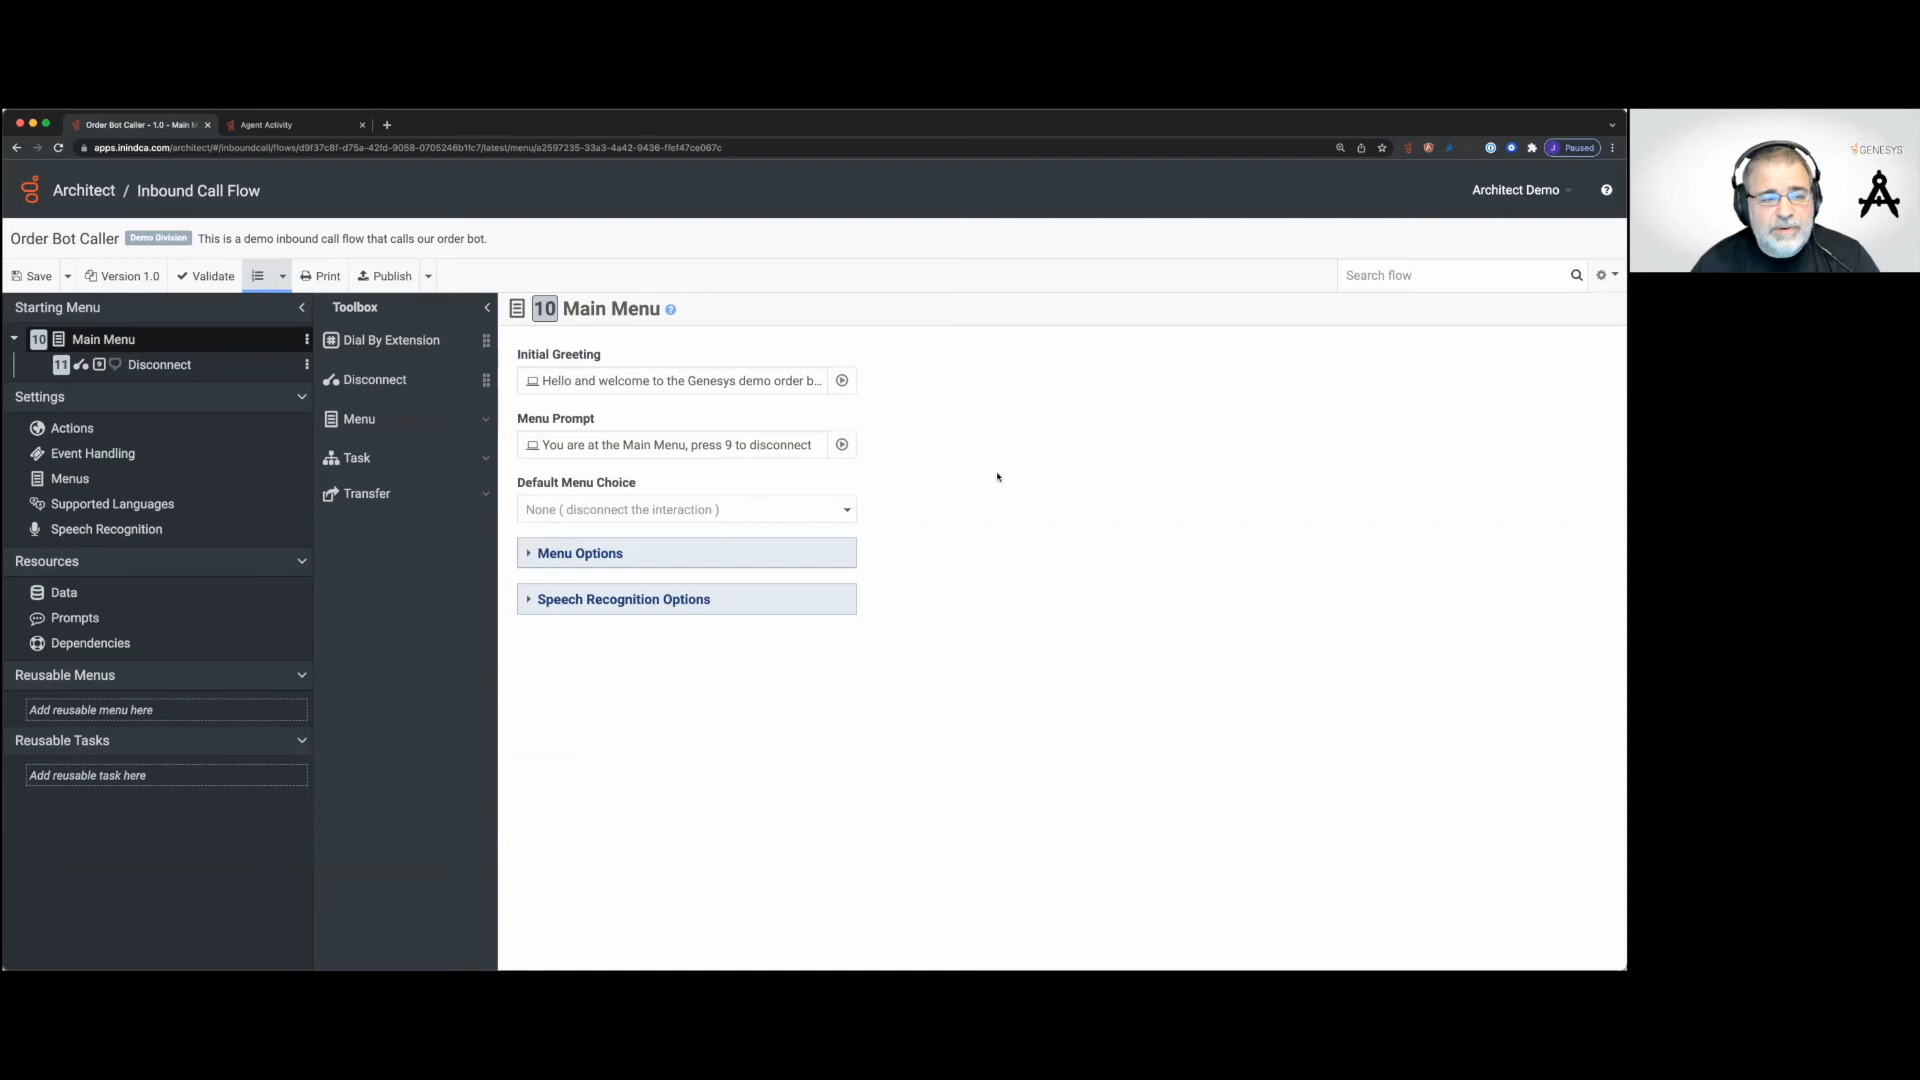 Order Bot Caller - 1.0 - Main M
Agent Activity
apps.inindca.com/architect/#/inboundcall/flows/d9f37c8f-d75a-42fd-9058-0705246b1fc7/latest/menu/a2597235-33a3-4a42-9436-ffef47ce067c
J Paused
GENESYS
Architect / Inbound Call Flow
Architect Demo
Order Bot Caller Demo Division This is a demo inbound call flow that calls our order bot.
Save Version 1.0 Validate Print Publish
Search flow
Starting Menu
10 Main Menu
11 9 Disconnect
Settings
Actions
Event Handling
Menus
Supported Languages
Speech Recognition
Resources
Data
Prompts
Dependencies
Reusable Menus
Add reusable menu here
Reusable Tasks
Add reusable task here
Toolbox
Dial By Extension
Disconnect
Menu
Task
Transfer
10 Main Menu
Initial Greeting
Hello and welcome to the Genesys demo order b...
Menu Prompt
You are at the Main Menu, press 9 to disconnect
Default Menu Choice
None ( disconnect the interaction )
Menu Options
Speech Recognition Options